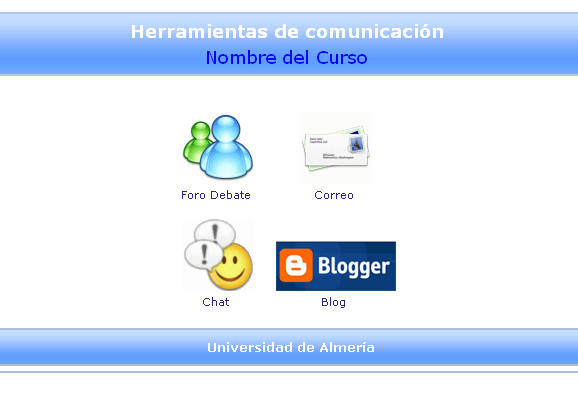 Herramientas de comunicación
Nombre del Curso
Foro Debate
Correo
! !
Blogger
Chat
Blog
Universidad de Almería